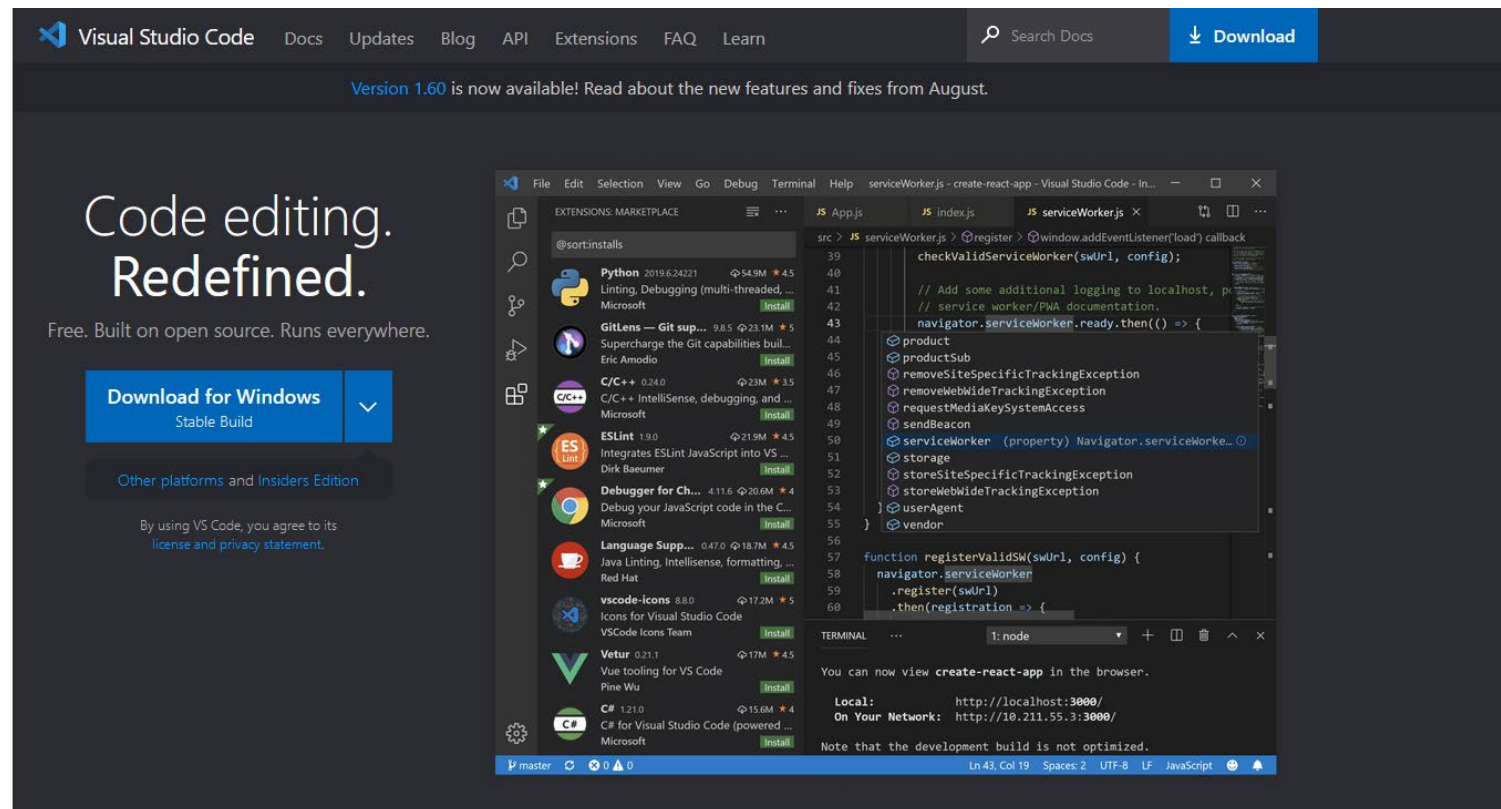 Visual Studio Code Docs Updates Blog API Extensions FAQ Learn Search Docs Download
Version 1.60 is now available! Read about the new features and fixes from August.
Code editing.
Redefined.
Free. Built on open source. Runs everywhere.
Download for Windows
Stable Build
Other platforms and Insiders Edition
By using VS Code, you agree to its
license and privacy statement.
File Edit Selection View Go Debug Terminal Help serviceWorker.js - create-react-app - Visual Studio Code - In...
EXTENSIONS: MARKETPLACE
@sort:installs
Python 2019.6.24221 54.9M ★ 4.5
Linting, Debugging (multi-threaded, ...
Microsoft Install
GitLens — Git sup... 9.8.5 23.1M ★ 5
Supercharge the Git capabilities buil...
Eric Amodio Install
C/C++ 0.24.0 23M ★ 3.5
C/C++ IntelliSense, debugging, and ...
Microsoft Install
C/C++
ESLint 1.9.0 21.9M ★ 4.5
Integrates ESLint JavaScript into VS ...
Dirk Baeumer Install
ES
Lint
Debugger for Ch... 4.11.6 20.6M ★ 4
Debug your JavaScript code in the C...
Microsoft Install
Language Supp... 0.47.0 18.7M ★ 4.5
Java Linting, Intellisense, formatting, ...
Red Hat Install
vscode-icons 8.8.0 17.2M ★ 5
Icons for Visual Studio Code
VSCode Icons Team Install
Vetur 0.21.1 17M ★ 4.5
Vue tooling for VS Code
Pine Wu Install
C# 1.21.0 15.6M ★ 4
C# for Visual Studio Code (powered ...
Microsoft Install
C#
JS App.js JS index.js JS serviceWorker.js ×
src > JS serviceWorker.js > register > window.addEventListener('load') callback
39 checkValidServiceWorker(swUrl, config);
40
41 // Add some additional logging to localhost, p
42 // service worker/PWA documentation.
43 navigator.serviceWorker.ready.then(() => {
44 product
45 productSub
46 removeSiteSpecificTrackingException
47 removeWebWideTrackingException
48 requestMediaKeySystemAccess
49 sendBeacon
50 serviceWorker (property) Navigator.serviceWorke...
51 storage
52 storeSiteSpecificTrackingException
53 storeWebWideTrackingException
54 } userAgent
55 } vendor
56
57 function registerValidSW(swUrl, config) {
58 navigator.serviceWorker
59 .register(swUrl)
60 .then(registration => {
TERMINAL ... 1: node
You can now view create-react-app in the browser.
Local: http://localhost:3000/
On Your Network: http://10.211.55.3:3000/
Note that the development build is not optimized.
master 0 0 Ln 43, Col 19 Spaces: 2 UTF-8 LF JavaScript